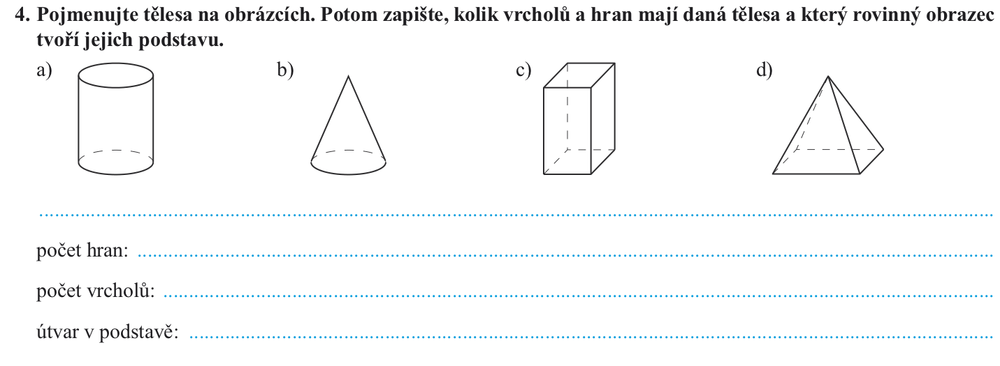 4. Pojmenujte tělesa na obrázcích. Potom zapište, kolik vrcholů a hran mají daná tělesa a který rovinný obrazec
tvoří jejich podstavu.
a) b) c) d)
počet hran:
počet vrcholů:
útvar v podstavě: